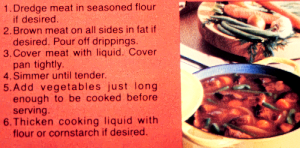 1. Dredge meat in seasoned flour
if desired.
2. Brown meat on all sides in fat if
desired. Pour off drippings.
3. Cover meat with liquid. Cover
pan tightly.
4. Simmer until tender.
5. Add vegetables just long
enough to be cooked before
serving.
6. Thicken cooking liquid with
flour or cornstarch if desired.